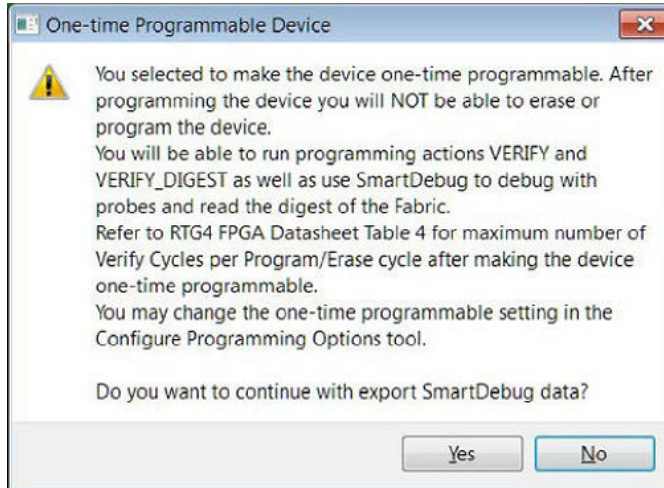 One-time Programmable Device
You selected to make the device one-time programmable. After
programming the device you will NOT be able to erase or
program the device.
You will be able to run programming actions VERIFY and
VERIFY_DIGEST as well as use SmartDebug to debug with
probes and read the digest of the Fabric.
Refer to RTG4 FPGA Datasheet Table 4 for maximum number of
Verify Cycles per Program/Erase cycle after making the device
one-time programmable.
You may change the one-time programmable setting in the
Configure Programming Options tool.
Do you want to continue with export SmartDebug data?
Yes No